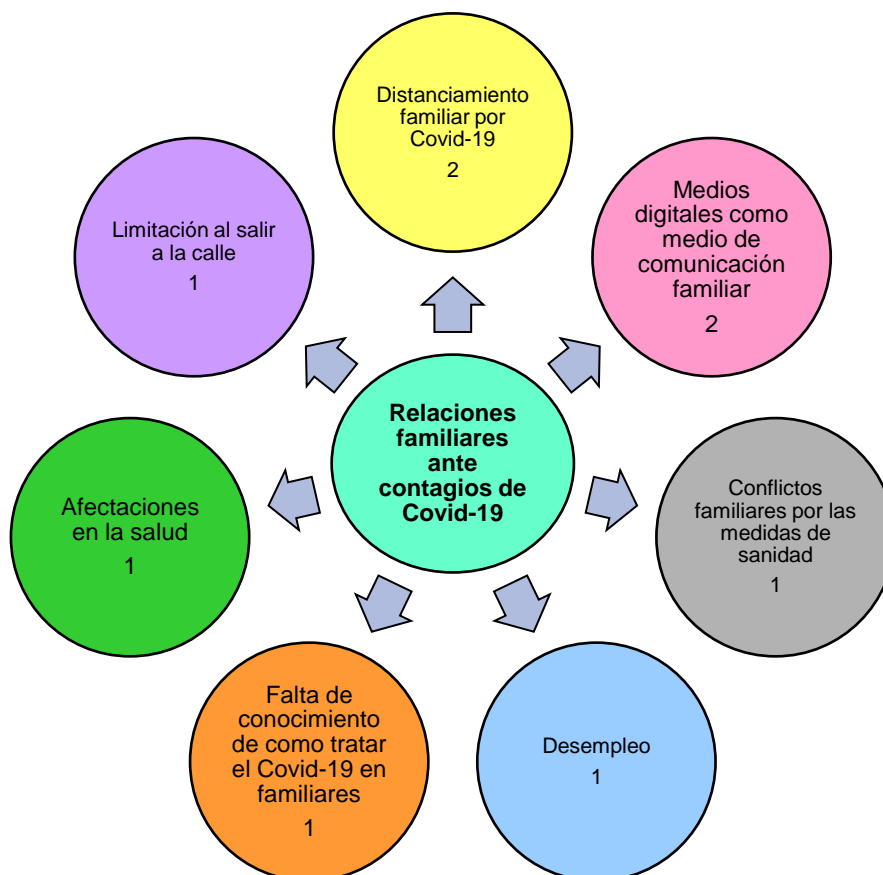 Distanciamiento
familiar por
Covid-19
2
Medios
digitales como
medio de
comunicación
familiar
2
Limitación al salir
a la calle
1
Relaciones
familiares
ante
contagios de
Covid-19
Conflictos
familiares por las
medidas de
sanidad
1
Afectaciones
en la salud
1
Falta de
conocimiento
de como tratar
el Covid-19 en
familiares
1
Desempleo
1